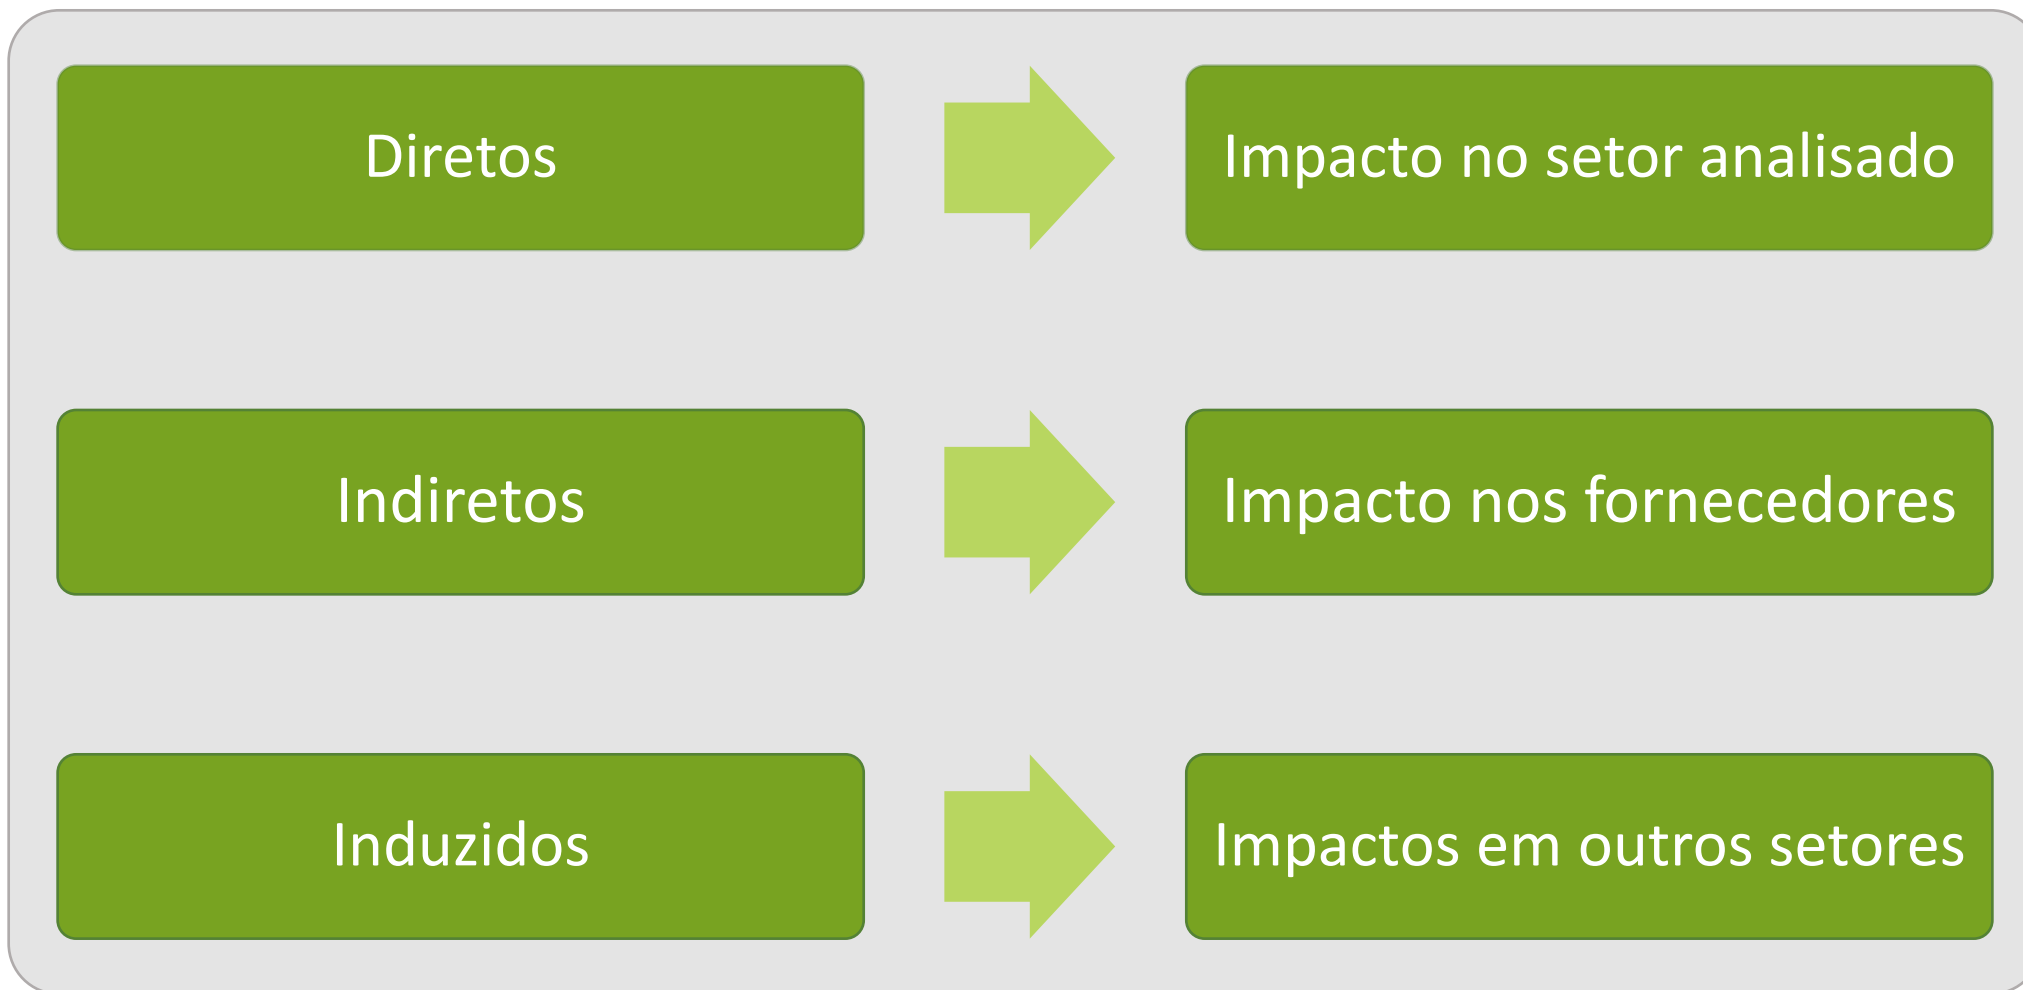 Diretos
Impacto no setor analisado
Indiretos
Impacto nos fornecedores
Induzidos
Impactos em outros setores